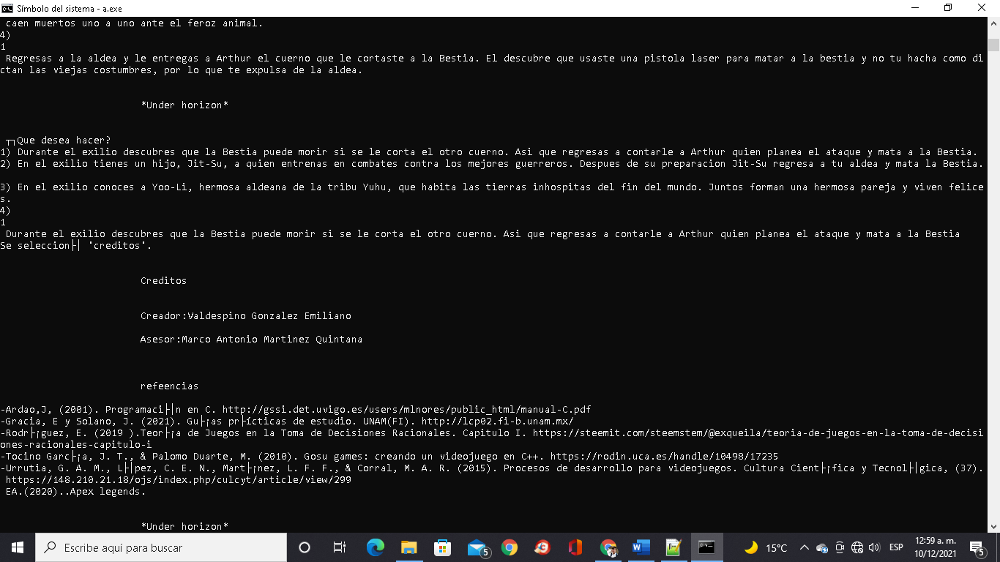 Símbolo del sistema - a.exe
caen muertos uno a uno ante el feroz animal.
4)
1
Regresas a la aldea y le entregas a Arthur el cuerno que le cortaste a la Bestia. El descubre que usaste una pistola laser para matar a la bestia y no tu hacha como di
ctan las viejas costumbres, por lo que te expulsa de la aldea.
*Under horizon*
┬┐Que desea hacer?
1) Durante el exilio descubres que la Bestia puede morir si se le corta el otro cuerno. Asi que regresas a contarle a Arthur quien planea el ataque y mata a la Bestia.
2) En el exilio tienes un hijo, Jit-Su, a quien entrenas en combates contra los mejores guerreros. Despues de su preparacion Jit-Su regresa a tu aldea y mata la Bestia.
3) En el exilio conoces a Yoo-Li, hermosa aldeana de la tribu Yuhu, que habita las tierras inhospitas del fin del mundo. Juntos forman una hermosa pareja y viven felice
s.
4)
1
Durante el exilio descubres que la Bestia puede morir si se le corta el otro cuerno. Asi que regresas a contarle a Arthur quien planea el ataque y mata a la Bestia
Se seleccion├│ 'creditos'.
Creditos
Creador:Valdespino Gonzalez Emiliano
Asesor:Marco Antonio Martinez Quintana
refeencias
-Ardao,J, (2001). Programaci├│n en C. http://gssi.det.uvigo.es/users/mlnores/public_html/manual-C.pdf
-Gracia, E y Solano, J. (2021). Gu├¡as pr├ícticas de estudio. UNAM(FI). http://lcp02.fi-b.unam.mx/
-Rodr├¡guez, E. (2019 ).Teor├¡a de Juegos en la Toma de Decisiones Racionales. Capitulo I. https://steemit.com/steemstem/@exqueila/teoria-de-juegos-en-la-toma-de-decisi
ones-racionales-capitulo-i
-Tocino Garc├¡a, J. T., & Palomo Duarte, M. (2010). Gosu games: creando un videojuego en C++. https://rodin.uca.es/handle/10498/17235
-Urrutia, G. A. M., L├│pez, C. E. N., Mart├¡nez, L. F. F., & Corral, M. A. R. (2015). Procesos de desarrollo para videojuegos. Cultura Cient├¡fica y Tecnol├│gica, (37).
https://148.210.21.18/ojs/index.php/culcyt/article/view/299
EA.(2020)..Apex legends.
*Under horizon*
Escribe aquí para buscar
5
15°C
ESP
12:59 a. m.
10/12/2021
5